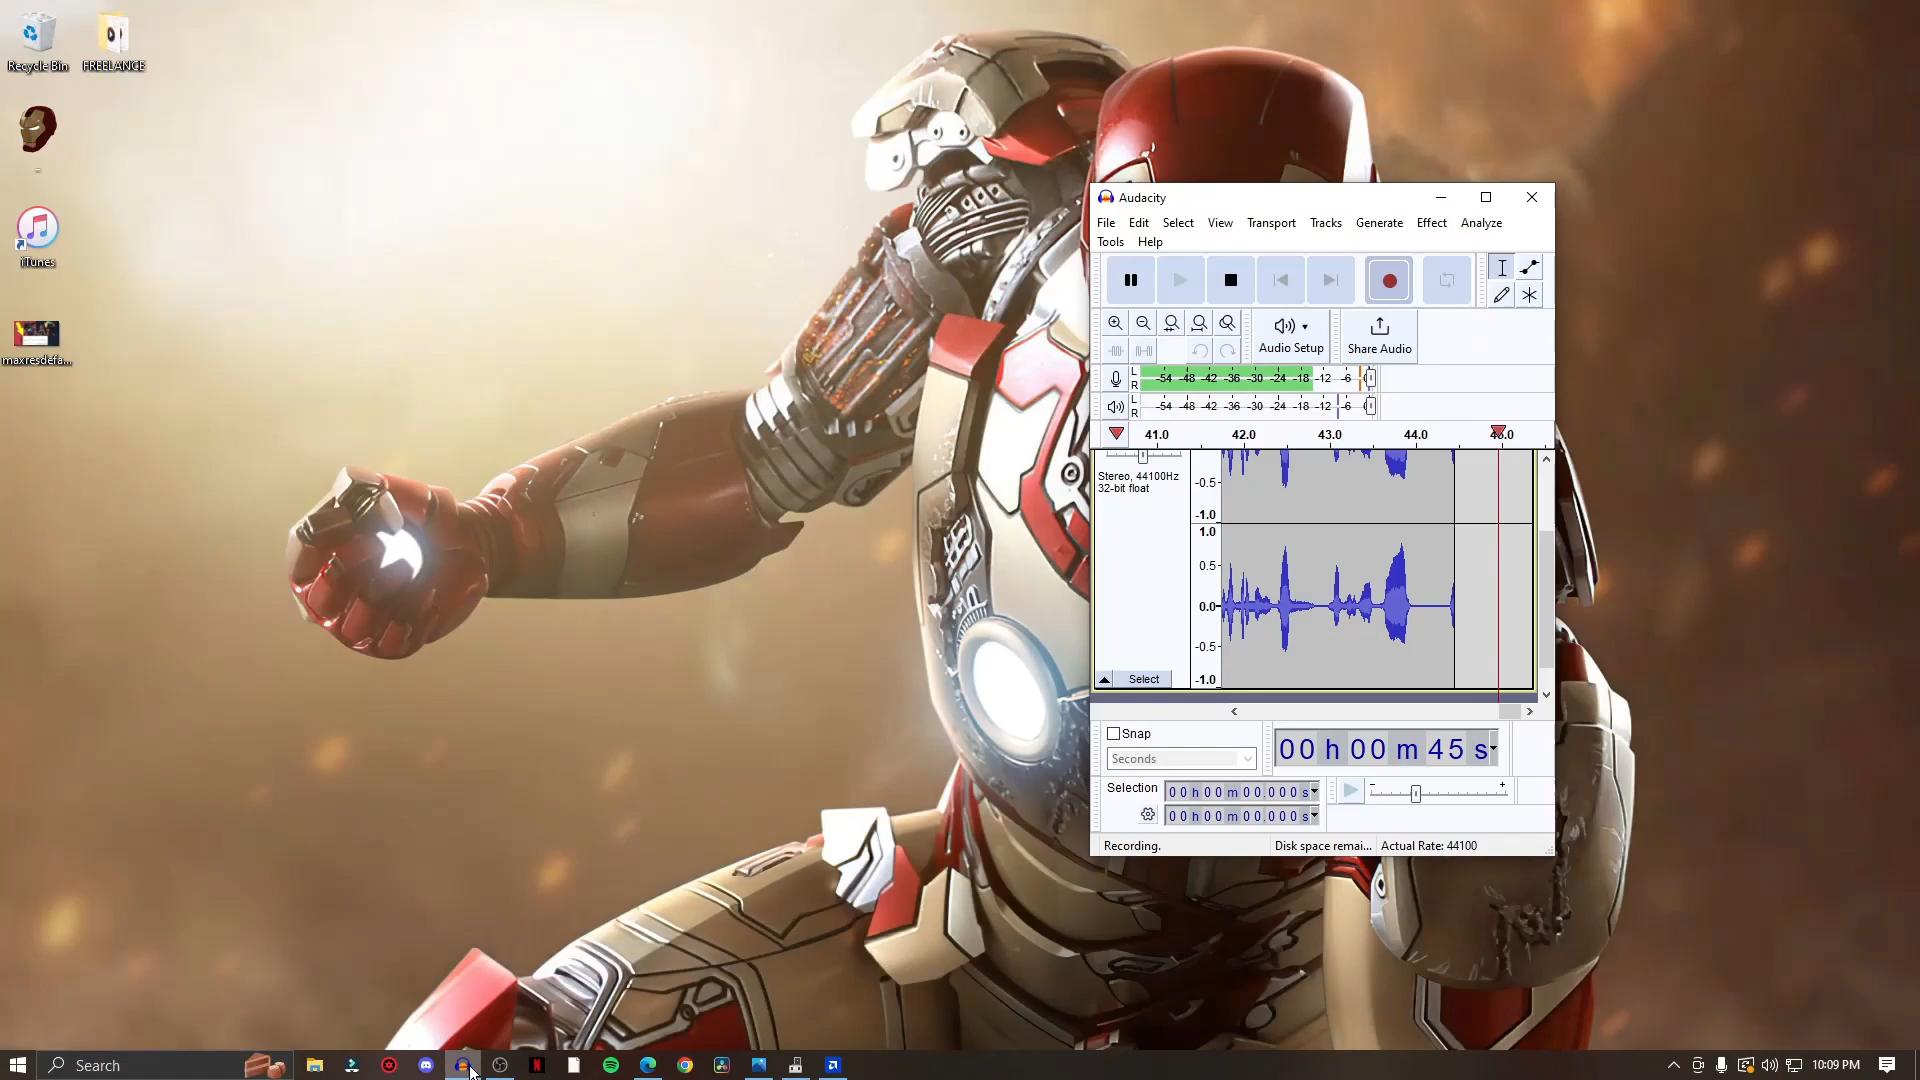 Recycle Bin
FREELANCE
iTunes
maxresdefa...
Audacity
File Edit Select View Transport Tracks Generate Effect Analyze
Tools Help
Audio Setup
Share Audio
L
R
-54 -48 -42 -36 -30 -24 -18 -12 -6
L
R
-54 -48 -42 -36 -30 -24 -18 -12 -6
41.0 42.0 43.0 44.0
Stereo, 44100Hz
32-bit float
-0.5
-1.0
1.0
0.5
0.0
-0.5
-1.0
Select
Snap
Seconds
00 h 00 m 45 s
Selection
00 h 00 m 00.000 s
00 h 00 m 00.000 s
Recording.
Disk space remai...
Actual Rate: 44100
Search
10:09 PM